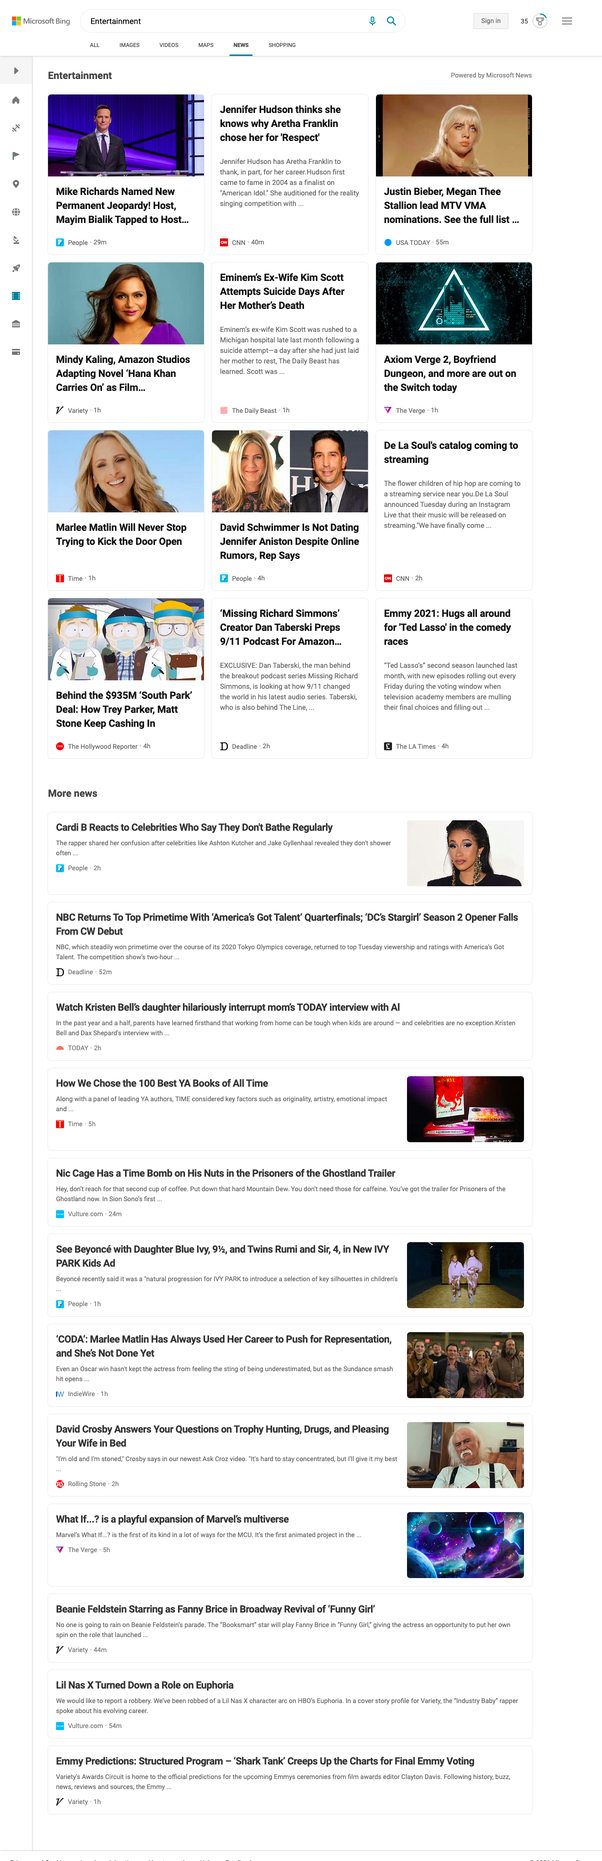 Microsoft Bing
Entertainment
Sign in
35
ALL
IMAGES
VIDEOS
MAPS
NEWS
SHOPPING
Entertainment
Powered by Microsoft News
Mike Richards Named New
Permanent Jeopardy! Host,
Mayim Bialik Tapped to Host...
People · 29m
Jennifer Hudson thinks she
knows why Aretha Franklin
chose her for 'Respect'
Jennifer Hudson has Aretha Franklin to
thank, in part, for her career.Hudson first
came to fame in 2004 as a finalist on
"American Idol." She auditioned for the reality
singing competition with ...
CNN · 40m
Justin Bieber, Megan Thee
Stallion lead MTV VMA
nominations. See the full list ...
USA TODAY · 55m
Mindy Kaling, Amazon Studios
Adapting Novel ‘Hana Khan
Carries On’ as Film...
Variety · 1h
Eminem’s Ex-Wife Kim Scott
Attempts Suicide Days After
Her Mother’s Death
Eminem’s ex-wife Kim Scott was rushed to a
Michigan hospital late last month following a
suicide attempt—a day after she had just laid
her mother to rest, The Daily Beast has
learned. Scott was ...
The Daily Beast · 1h
Axiom Verge 2, Boyfriend
Dungeon, and more are out on
the Switch today
The Verge · 1h
Marlee Matlin Will Never Stop
Trying to Kick the Door Open
Time · 1h
David Schwimmer Is Not Dating
Jennifer Aniston Despite Online
Rumors, Rep Says
People · 4h
De La Soul's catalog coming to
streaming
The flower children of hip hop are coming to
a streaming service near you.De La Soul
announced Tuesday during an Instagram
Live that their music will be released on
streaming."We have finally come ...
CNN · 2h
Behind the $935M ‘South Park’
Deal: How Trey Parker, Matt
Stone Keep Cashing In
The Hollywood Reporter · 4h
‘Missing Richard Simmons’
Creator Dan Taberski Preps
9/11 Podcast For Amazon...
EXCLUSIVE: Dan Taberski, the man behind
the breakout podcast series Missing Richard
Simmons, is looking at how 9/11 changed
the world in his latest audio series. Taberski,
who is also behind The Line, ...
Deadline · 2h
Emmy 2021: Hugs all around
for 'Ted Lasso' in the comedy
races
“Ted Lasso’s” second season launched last
month, with new episodes rolling out every
Friday during the voting window when
television academy members are mulling
their final choices and filling out ...
The LA Times · 4h
More news
Cardi B Reacts to Celebrities Who Say They Don't Bathe Regularly
The rapper shared her confusion after celebrities like Ashton Kutcher and Jake Gyllenhaal revealed they don't shower
often ...
People · 2h
NBC Returns To Top Primetime With ‘America’s Got Talent’ Quarterfinals; ‘DC’s Stargirl’ Season 2 Opener Falls
From CW Debut
NBC, which steadily won primetime over the course of its 2020 Tokyo Olympics coverage, returned to top Tuesday viewership and ratings with America’s Got
Talent. The competition show’s two-hour ...
Deadline · 52m
Watch Kristen Bell’s daughter hilariously interrupt mom’s TODAY interview with Al
In the past year and a half, parents have learned firsthand that working from home can be tough when kids are around — and celebrities are no exception.Kristen
Bell and Dax Shepard's interview with ...
TODAY · 2h
How We Chose the 100 Best YA Books of All Time
Along with a panel of leading YA authors, TIME considered key factors such as originality, artistry, emotional impact
and ...
Time · 5h
Nic Cage Has a Time Bomb on His Nuts in the Prisoners of the Ghostland Trailer
Hey, don’t reach for that second cup of coffee. Put down that hard Mountain Dew. You don’t need those for caffeine. You’ve got the trailer for Prisoners of the
Ghostland now. In Sion Sono’s first ...
Vulture.com · 24m
See Beyoncé with Daughter Blue Ivy, 9½, and Twins Rumi and Sir, 4, in New IVY
PARK Kids Ad
Beyoncé recently said it was a "natural progression for IVY PARK to introduce a selection of key silhouettes in children's
...
People · 1h
‘CODA’: Marlee Matlin Has Always Used Her Career to Push for Representation,
and She’s Not Done Yet
Even an Oscar win hasn’t kept the actress from feeling the sting of being underestimated, but as the Sundance smash
hit opens ...
IndieWire · 1h
David Crosby Answers Your Questions on Trophy Hunting, Drugs, and Pleasing
Your Wife in Bed
“I’m old and I’m stoned,” Crosby says in our newest Ask Croz video. “It’s hard to stay concentrated, but I’ll give it my best
...
Rolling Stone · 2h
What If...? is a playful expansion of Marvel’s multiverse
Marvel’s What If...? is the first of its kind in a lot of ways for the MCU. It’s the first animated project in the ...
The Verge · 5h
Beanie Feldstein Starring as Fanny Brice in Broadway Revival of ‘Funny Girl’
No one is going to rain on Beanie Feldstein’s parade. The “Booksmart” star will play Fanny Brice in “Funny Girl,” giving the actress an opportunity to put her own
spin on the role that launched ...
Variety · 44m
Lil Nas X Turned Down a Role on Euphoria
We would like to report a robbery. We’ve been robbed of a Lil Nas X character arc on HBO’s Euphoria. In a cover story profile for Variety, the “Industry Baby” rapper
spoke about his evolving career.
Vulture.com · 54m
Emmy Predictions: Structured Program – ‘Shark Tank’ Creeps Up the Charts for Final Emmy Voting
Variety's Awards Circuit is home to the official predictions for the upcoming Emmys ceremonies from film awards editor Clayton Davis. Following history, buzz,
news, reviews and sources, the Emmy ...
Variety · 1h